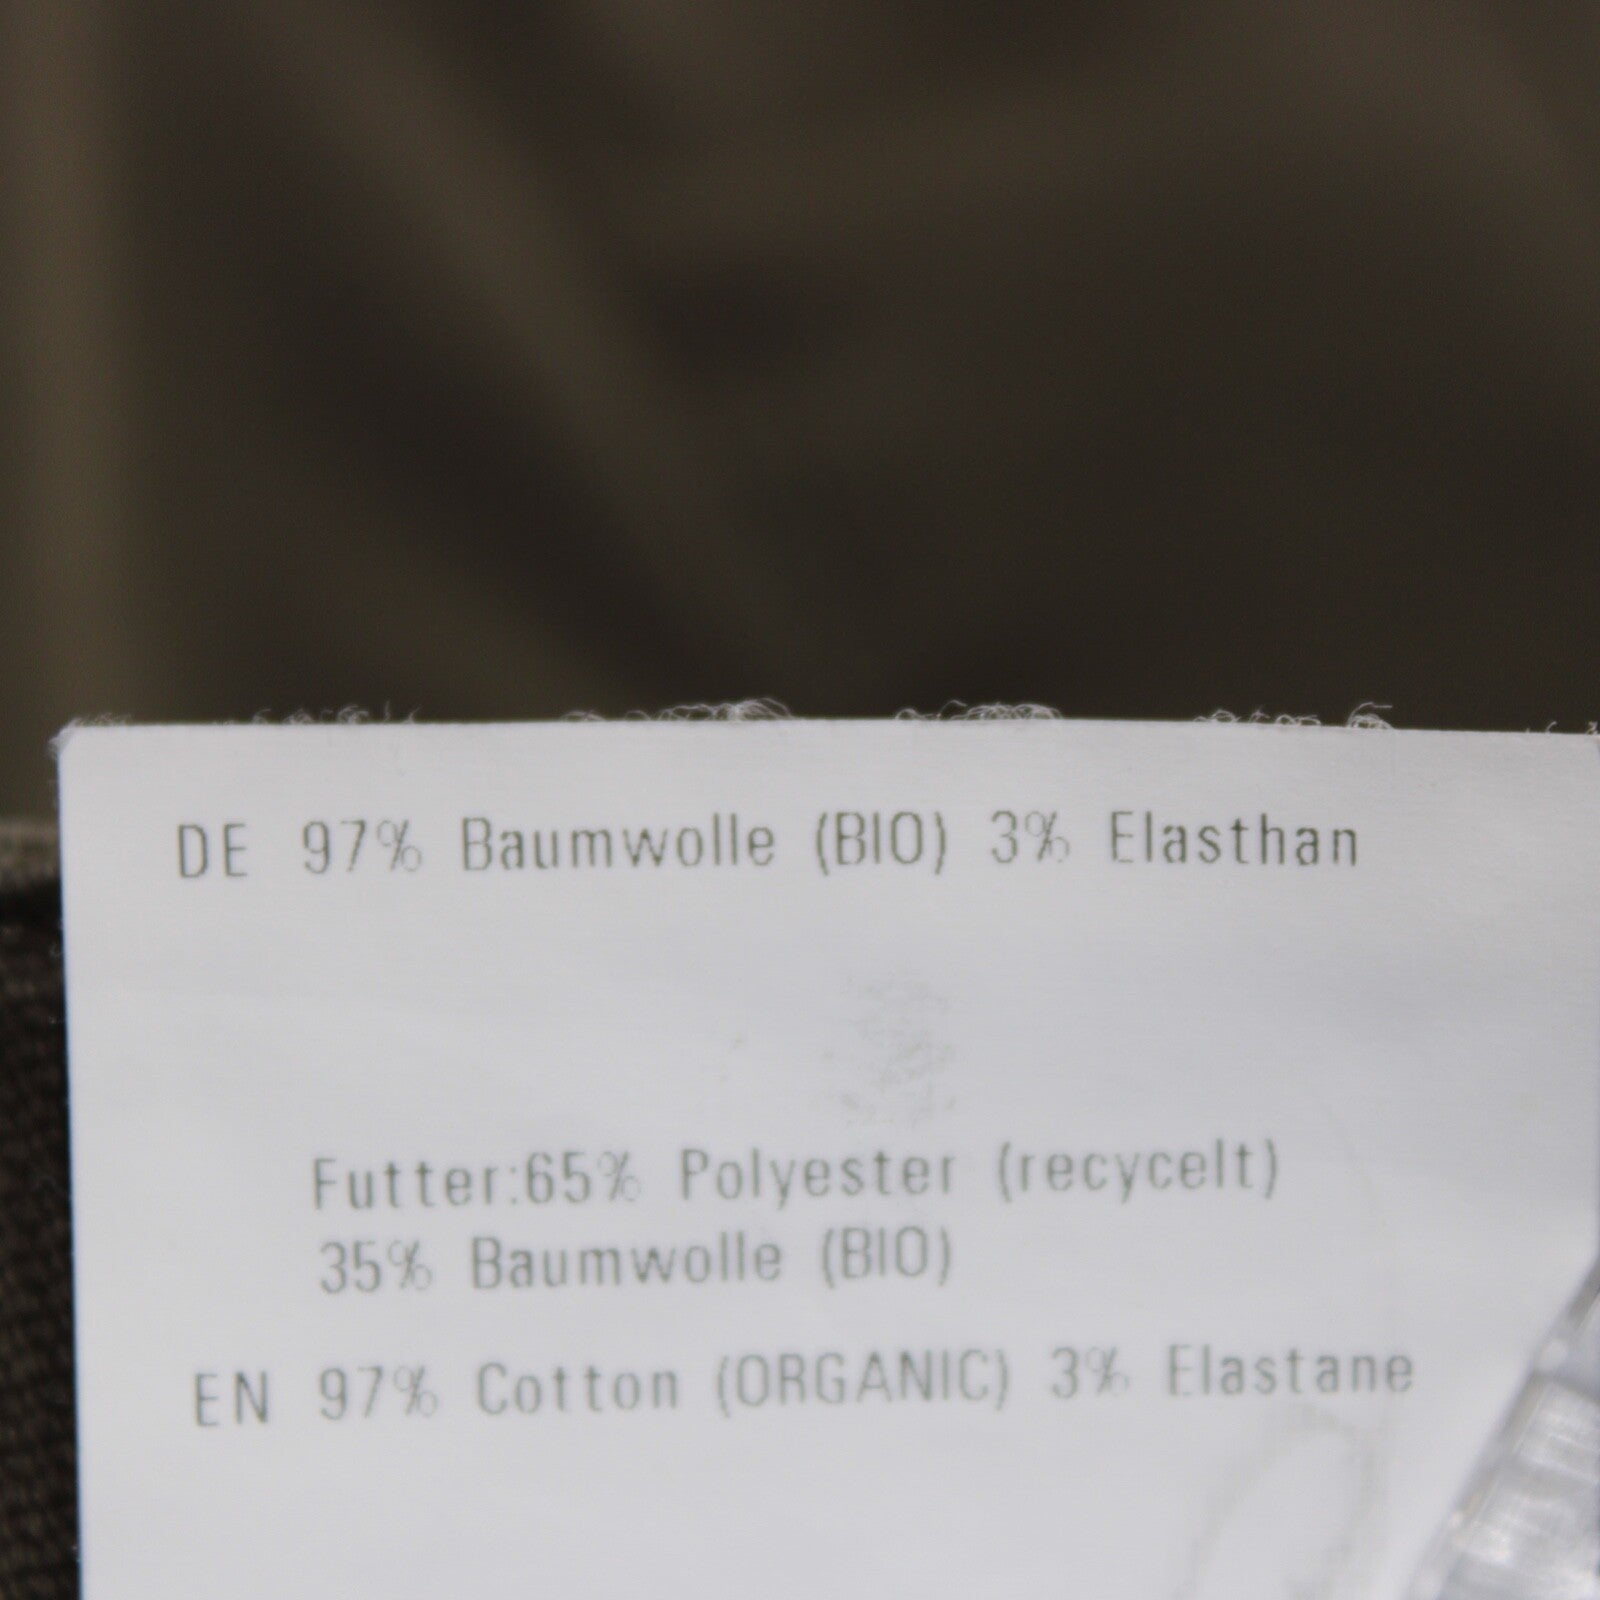 DE 97% Baumwolle (BIO) 3% Elasthan
Futter:65% Polyester (recycelt)
35% Baumwolle (BIO)
EN 97% Cotton (ORGANIC) 3% Elastane